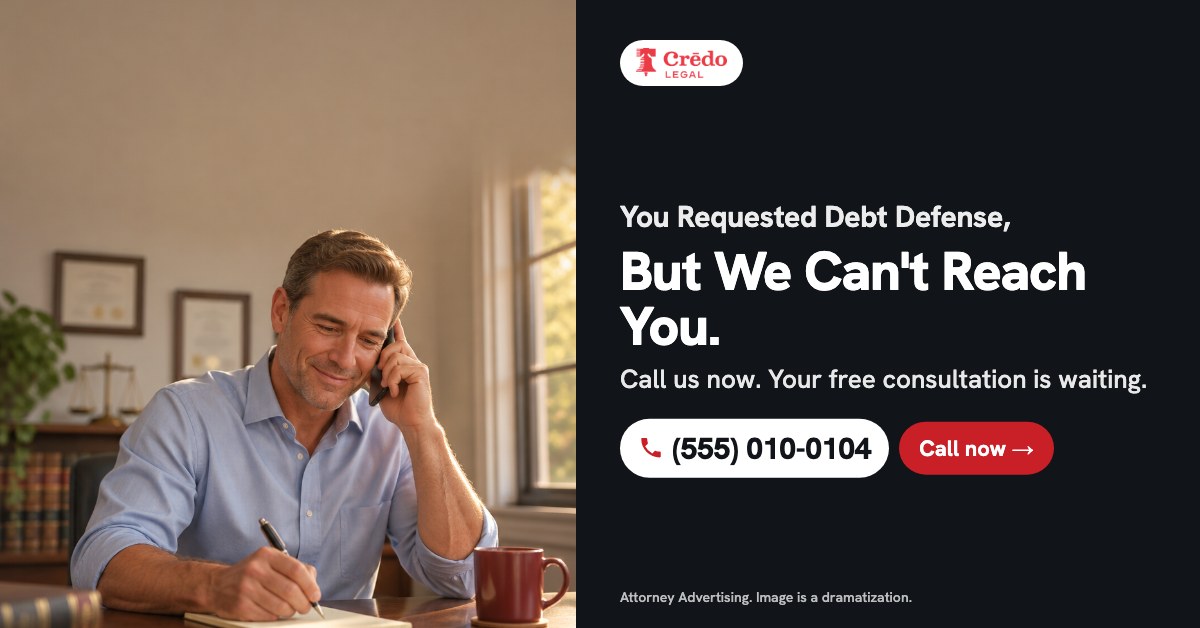 Crēdo
LEGAL
You Requested Debt Defense,
But We Can't Reach
You.
Call us now. Your free consultation is waiting.
(555) 010-0104
Call now →
Attorney Advertising. Image is a dramatization.